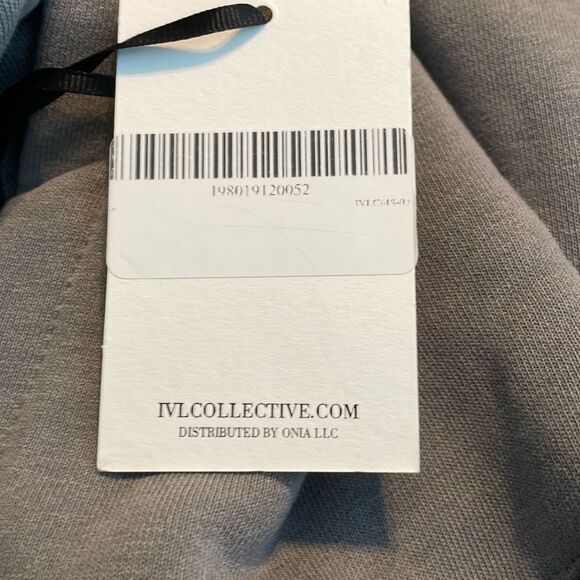 198019120052
IVLCOLLECTIVE.COM
DISTRIBUTED BY ONIA LLC